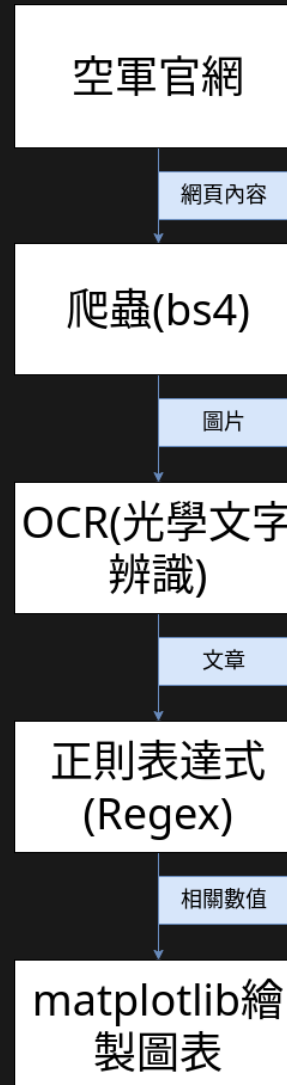 空軍官網
網頁內容
爬蟲(bs4)
圖片
OCR(光學文字
辨識)
文章
正則表達式
(Regex)
相關數值
matplotlib繪
製圖表